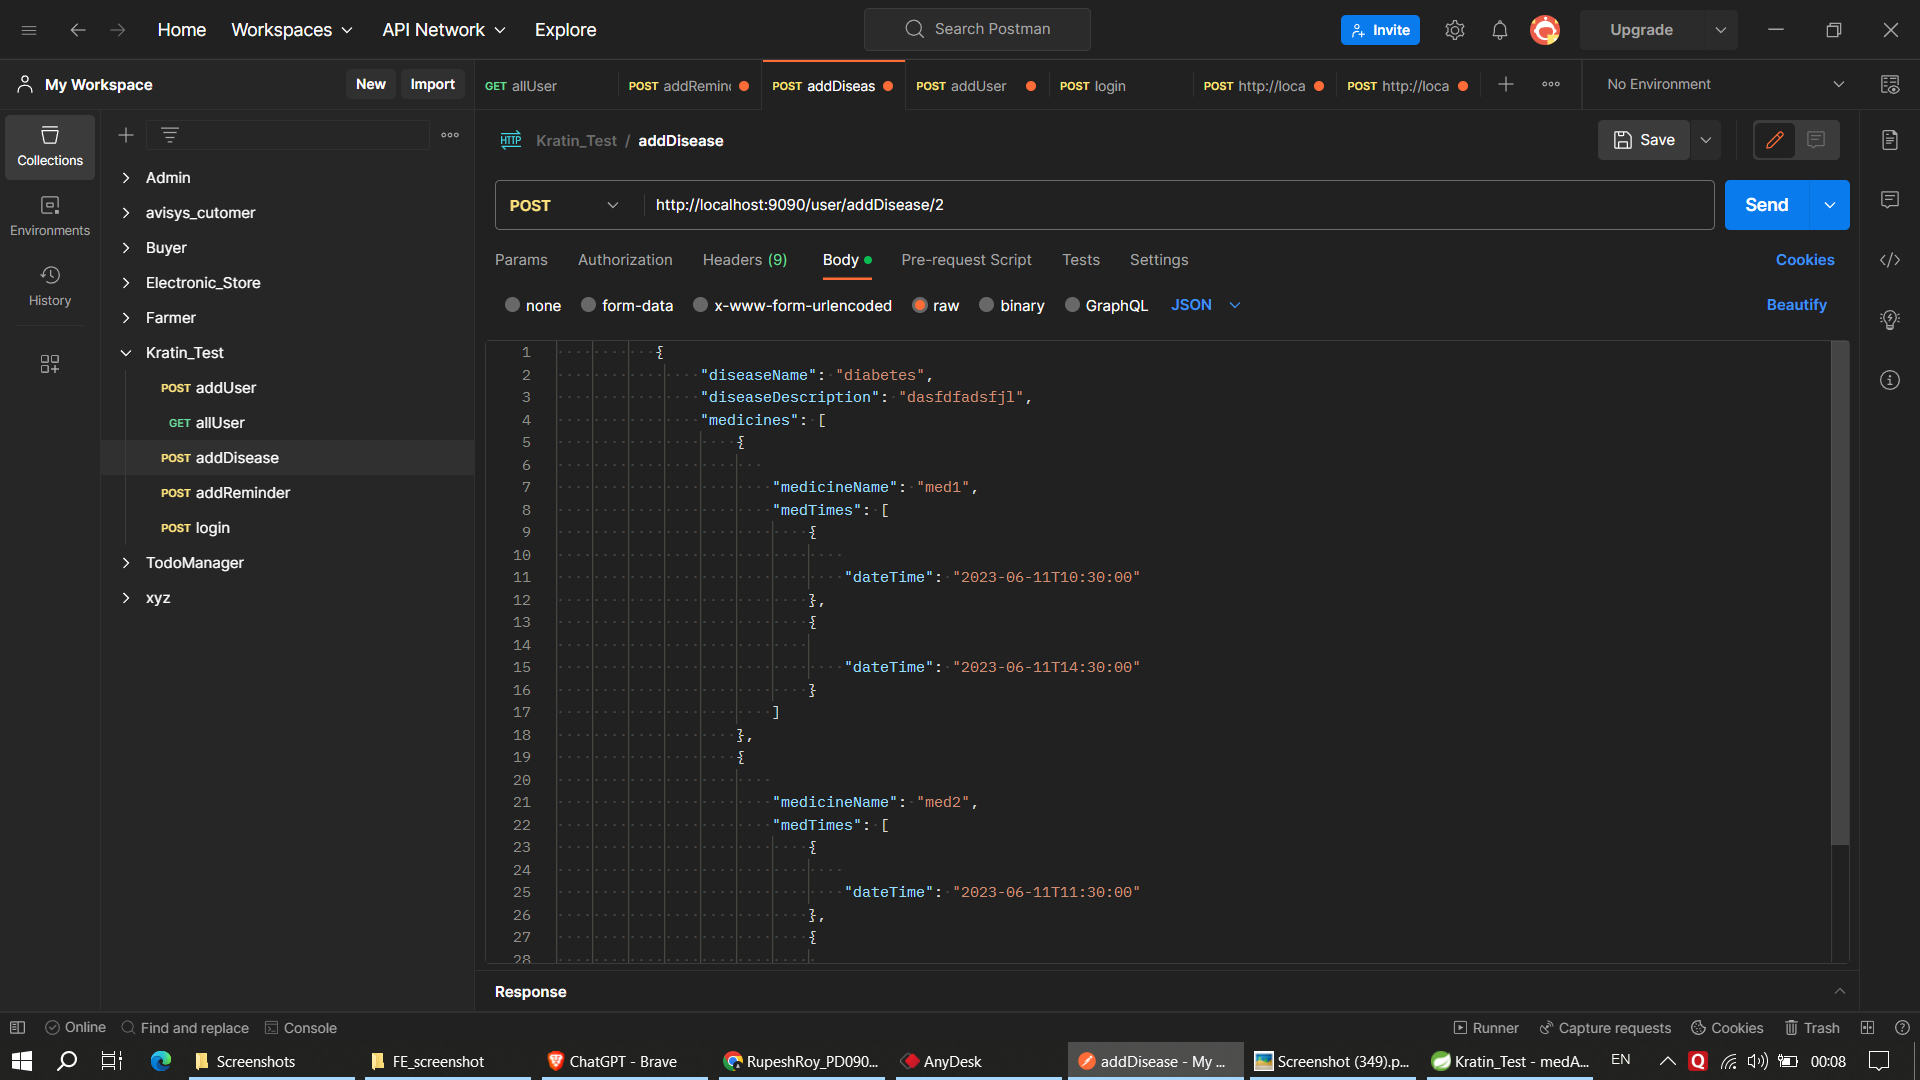 Home Workspaces API Network Explore Search Postman Invite Upgrade
My Workspace New Import GET allUser POST addRemin POST addDiseas POST addUser POST login POST http://loca POST http://loca No Environment
Collections
Environments
History
Admin
avisys_cutomer
Buyer
Electronic_Store
Farmer
Kratin_Test
POST addUser
GET allUser
POST addDisease
POST addReminder
POST login
TodoManager
xyz
HTTP Kratin_Test / addDisease Save
POST http://localhost:9090/user/addDisease/2 Send
Params Authorization Headers (9) Body Pre-request Script Tests Settings Cookies
none form-data x-www-form-urlencoded raw binary GraphQL JSON Beautify
1 {
2 "diseaseName": "diabetes",
3 "diseaseDescription": "dasfdfadsfjl",
4 "medicines": [
5 {
6
7 "medicineName": "med1",
8 "medTimes": [
9 {
10
11 "dateTime": "2023-06-11T10:30:00"
12 },
13 {
14
15 "dateTime": "2023-06-11T14:30:00"
16 }
17 ]
18 },
19 {
20
21 "medicineName": "med2",
22 "medTimes": [
23 {
24
25 "dateTime": "2023-06-11T11:30:00"
26 },
27 {
28
Response
Online Find and replace Console Runner Capture requests Cookies Trash
Screenshots FE_screenshot ChatGPT - Brave RupeshRoy_PD090... AnyDesk addDisease - My ... Screenshot (349).p... Kratin_Test - medA... EN 00:08